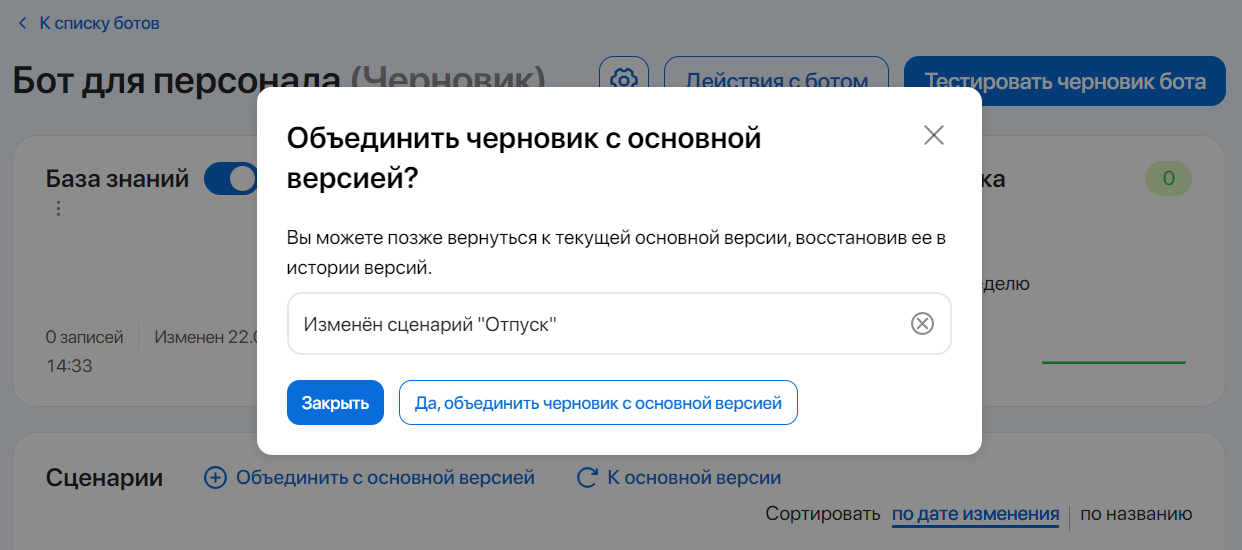 К списку ботов
Бот для персонала (Черновик)
Действия с ботом
Тестировать черновик бота
Объединить черновик с основной
версией?
База знаний
ка
0
Вы можете позже вернуться к текущей основной версии, восстановив ее в
истории версий.
делю
Изменён сценарий "Отпуск"
0 записей
Изменен 22.0
14:33
Закрыть
Да, объединить черновик с основной версией
Сценарии
Объединить с основной версией
К основной версии
Сортировать по дате изменения по названию